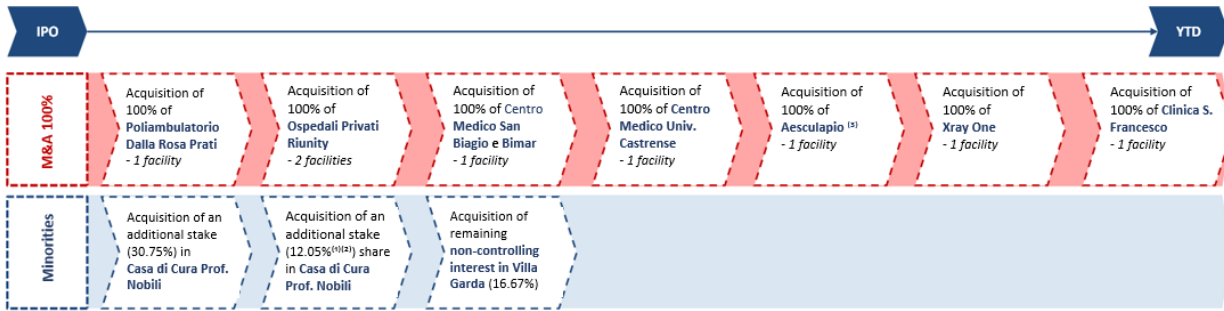 IPO
YTD
M&A 100%
Acquisition of
100% of
Poliambulatorio
Dalla Rosa Prati
- 1 facility
Acquisition of
100% of
Ospedali Privati
Riunity
- 2 facilities
Acquisition of
100% of Centro
Medico San
Biagio e Bimar
- 1 facility
Acquisition of
100% of Centro
Medico Univ.
Castrense
- 1 facility
Acquisition of
100% of
Aesculapio (3)
- 1 facility
Acquisition of
100% of
Xray One
- 1 facility
Acquisition of
100% of Clinica S.
Francesco
- 1 facility
Minorities
Acquisition of an
additional stake
(30.75%) in
Casa di Cura Prof.
Nobili
Acquisition of an
additional stake
(12.05%(1)(2)) share
in Casa di Cura
Prof. Nobili
Acquisition of
remaining
non-controlling
interest in Villa
Garda (16.67%)